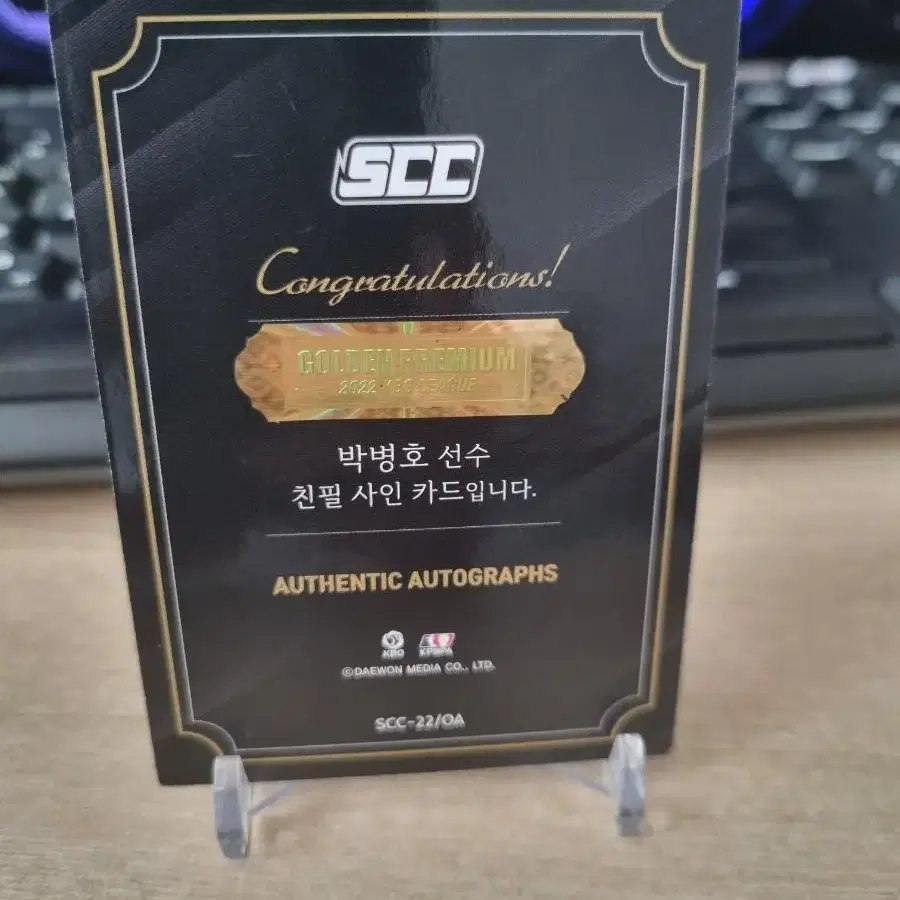 SCC
Congratulations!
GOLDEN PREMIUM
2022 KBO LEAGUE
박병호 선수
친필 사인 카드입니다.
AUTHENTIC AUTOGRAPHS
KBO KPBPA
©DAEWON MEDIA CO., LTD.
SCC-22/OA